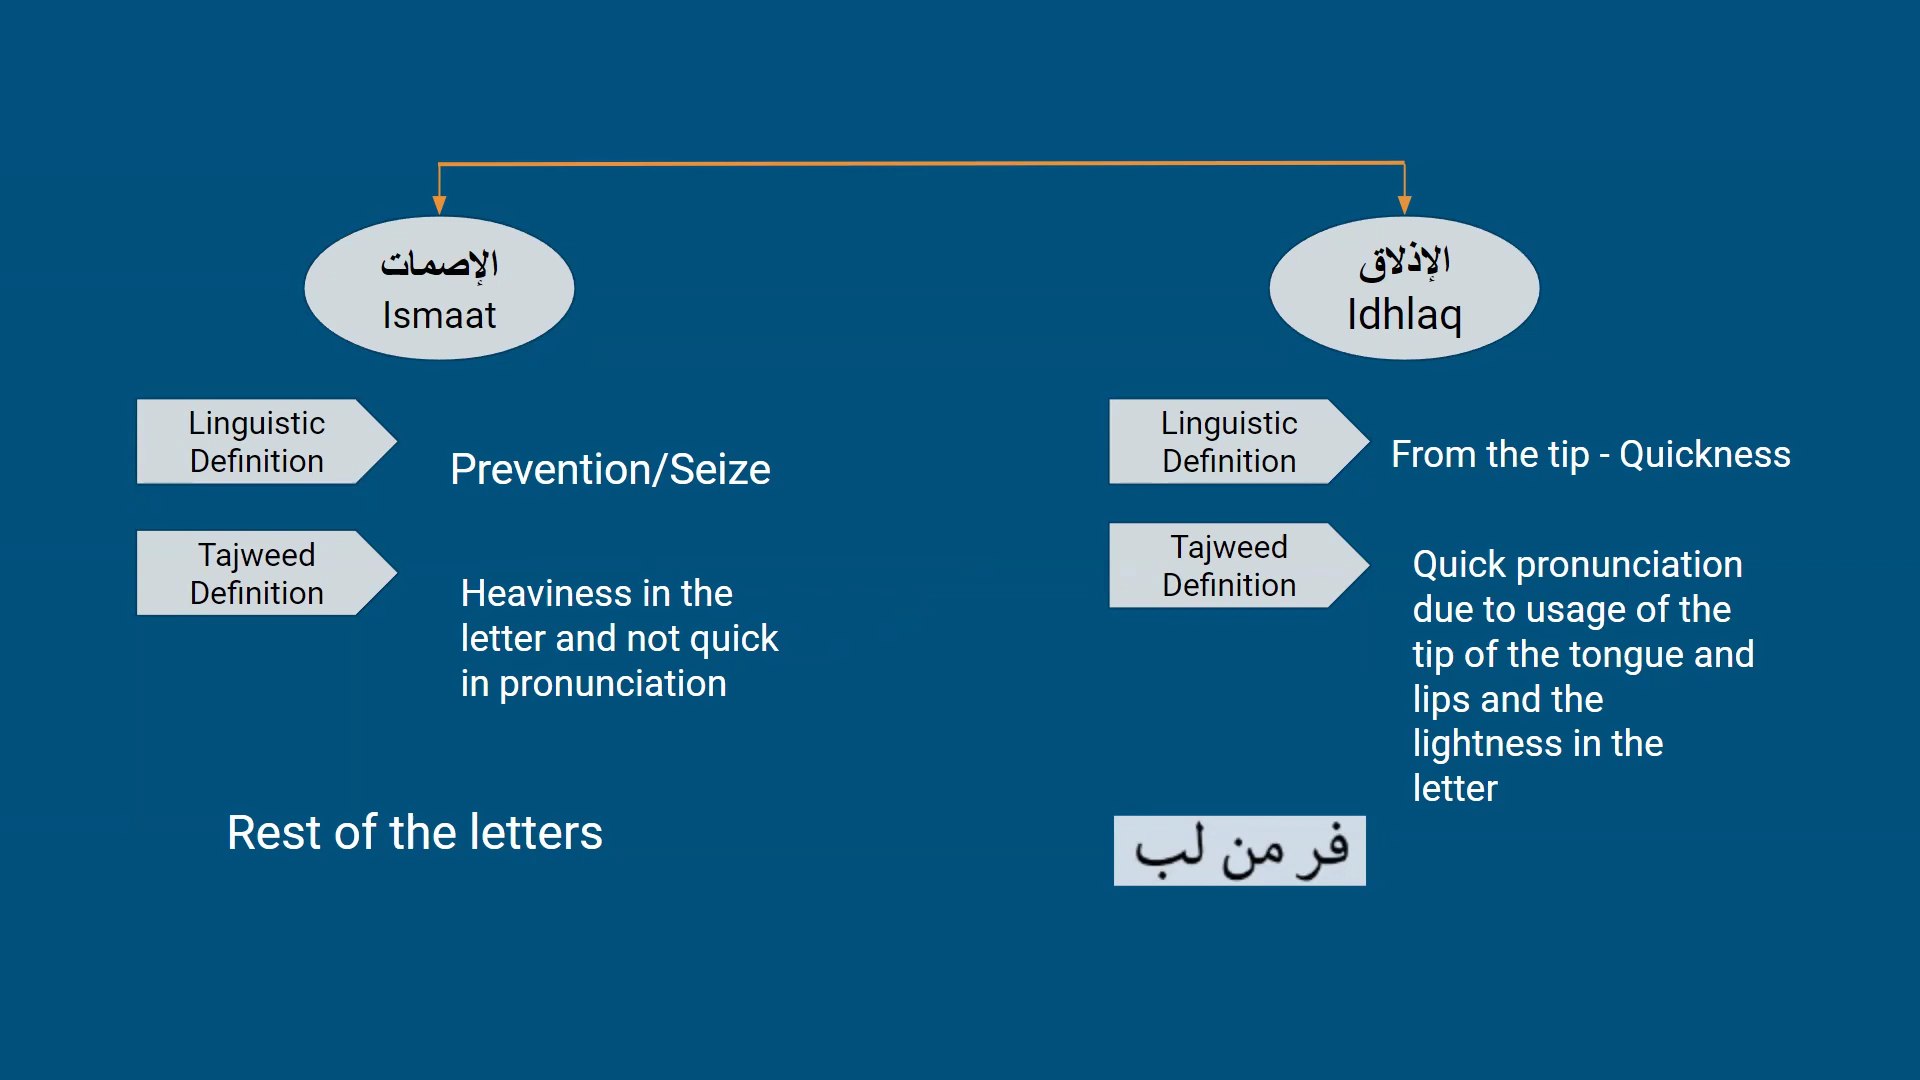 الإصمات
Ismaat
Linguistic
Definition
Prevention/Seize
Tajweed
Definition
Heaviness in the
letter and not quick
in pronunciation
Rest of the letters
الإذلاق
Idhlaq
Linguistic
Definition
From the tip - Quickness
Tajweed
Definition
Quick pronunciation
due to usage of the
tip of the tongue and
lips and the
lightness in the
letter
فر من لب